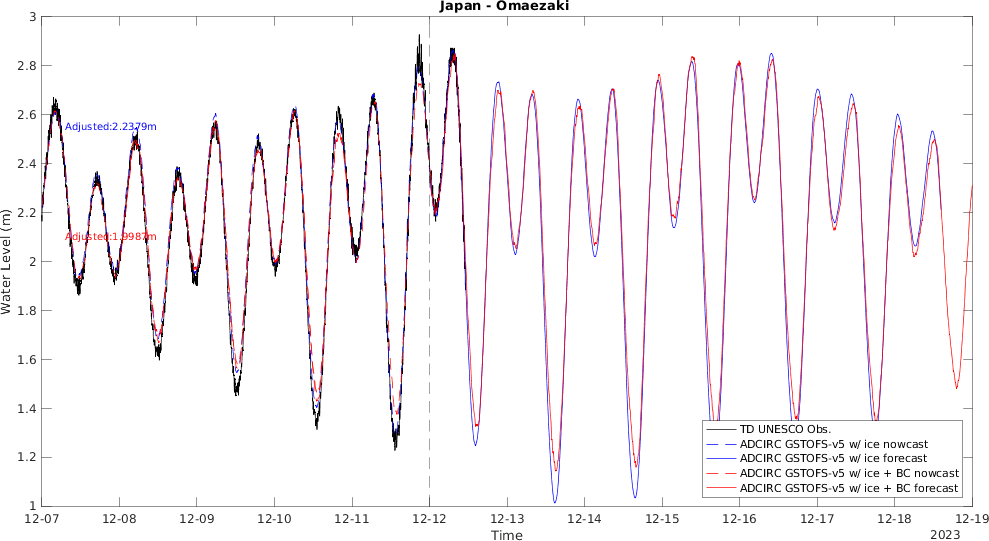 Japan - Omaezaki
Water Level (m)
3
2.8
2.6
2.4
2.2
2
1.8
1.6
1.4
1.2
1
Adjusted:2.2379m
Adjusted:1.9987m
TD UNESCO Obs.
ADCIRC GSTOFS-v5 w/ ice nowcast
ADCIRC GSTOFS-v5 w/ ice forecast
ADCIRC GSTOFS-v5 w/ ice + BC nowcast
ADCIRC GSTOFS-v5 w/ ice + BC forecast
12-07 12-08 12-09 12-10 12-11 12-12 12-13 12-14 12-15 12-16 12-17 12-18 12-19
Time
2023